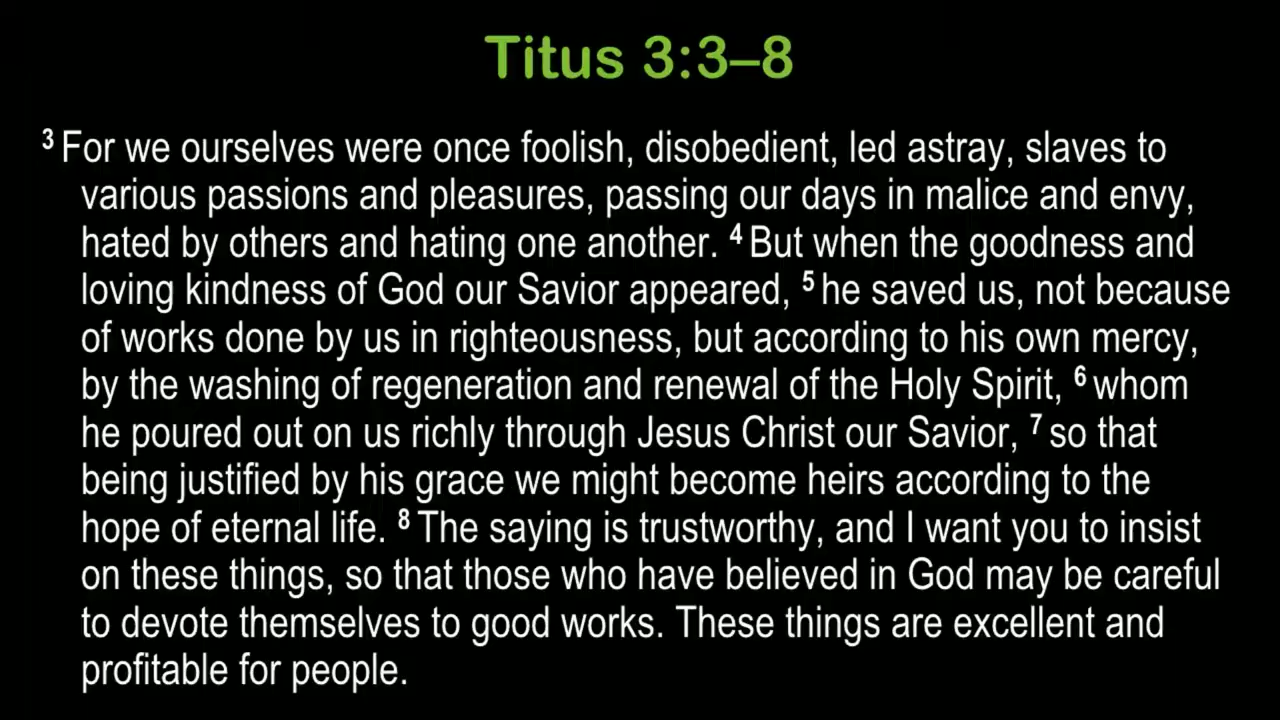 Titus 3:3–8
3 For we ourselves were once foolish, disobedient, led astray, slaves to
various passions and pleasures, passing our days in malice and envy,
hated by others and hating one another. 4 But when the goodness and
loving kindness of God our Savior appeared, 5 he saved us, not because
of works done by us in righteousness, but according to his own mercy,
by the washing of regeneration and renewal of the Holy Spirit, 6 whom
he poured out on us richly through Jesus Christ our Savior, 7 so that
being justified by his grace we might become heirs according to the
hope of eternal life. 8 The saying is trustworthy, and I want you to insist
on these things, so that those who have believed in God may be careful
to devote themselves to good works. These things are excellent and
profitable for people.